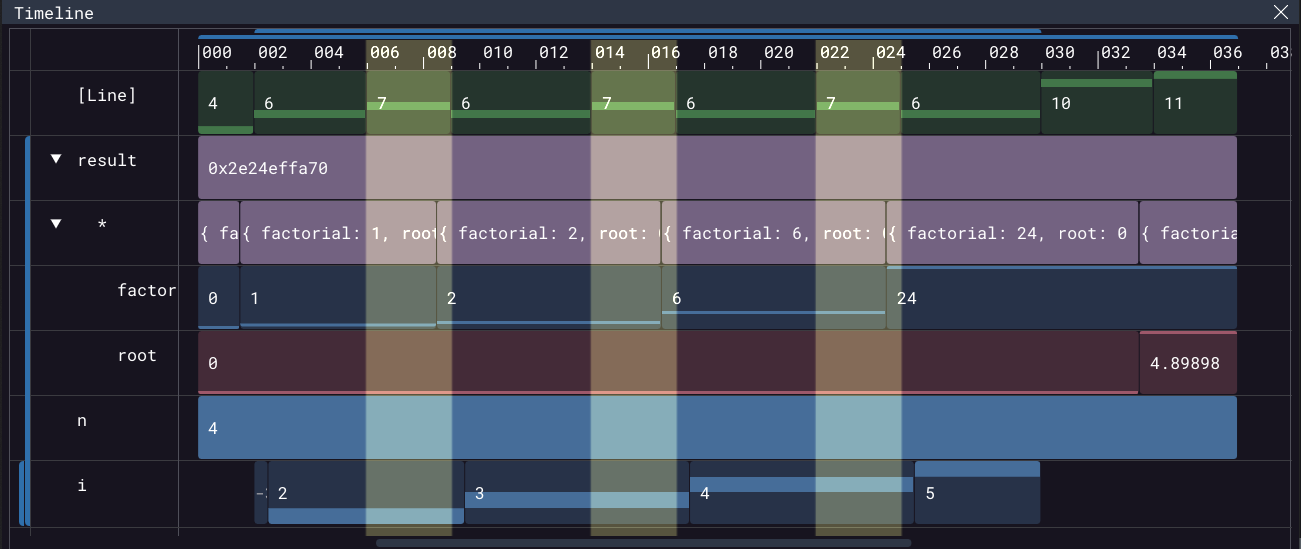 Timeline
000 002 004 006 008 010 012 014 016 018 020 022 024 026 028 030 032 034 036
[Line] 4 6 7 6 7 6 7 6 10 11
▼ result 0x2e24effa70
▼ * { fa { factorial: 1, root { factorial: 2, root: { factorial: 6, root: { factorial: 24, root: 0 { factoria
factor 0 1 2 6 24
root 0 4.89898
n 4
i 2 3 4 5